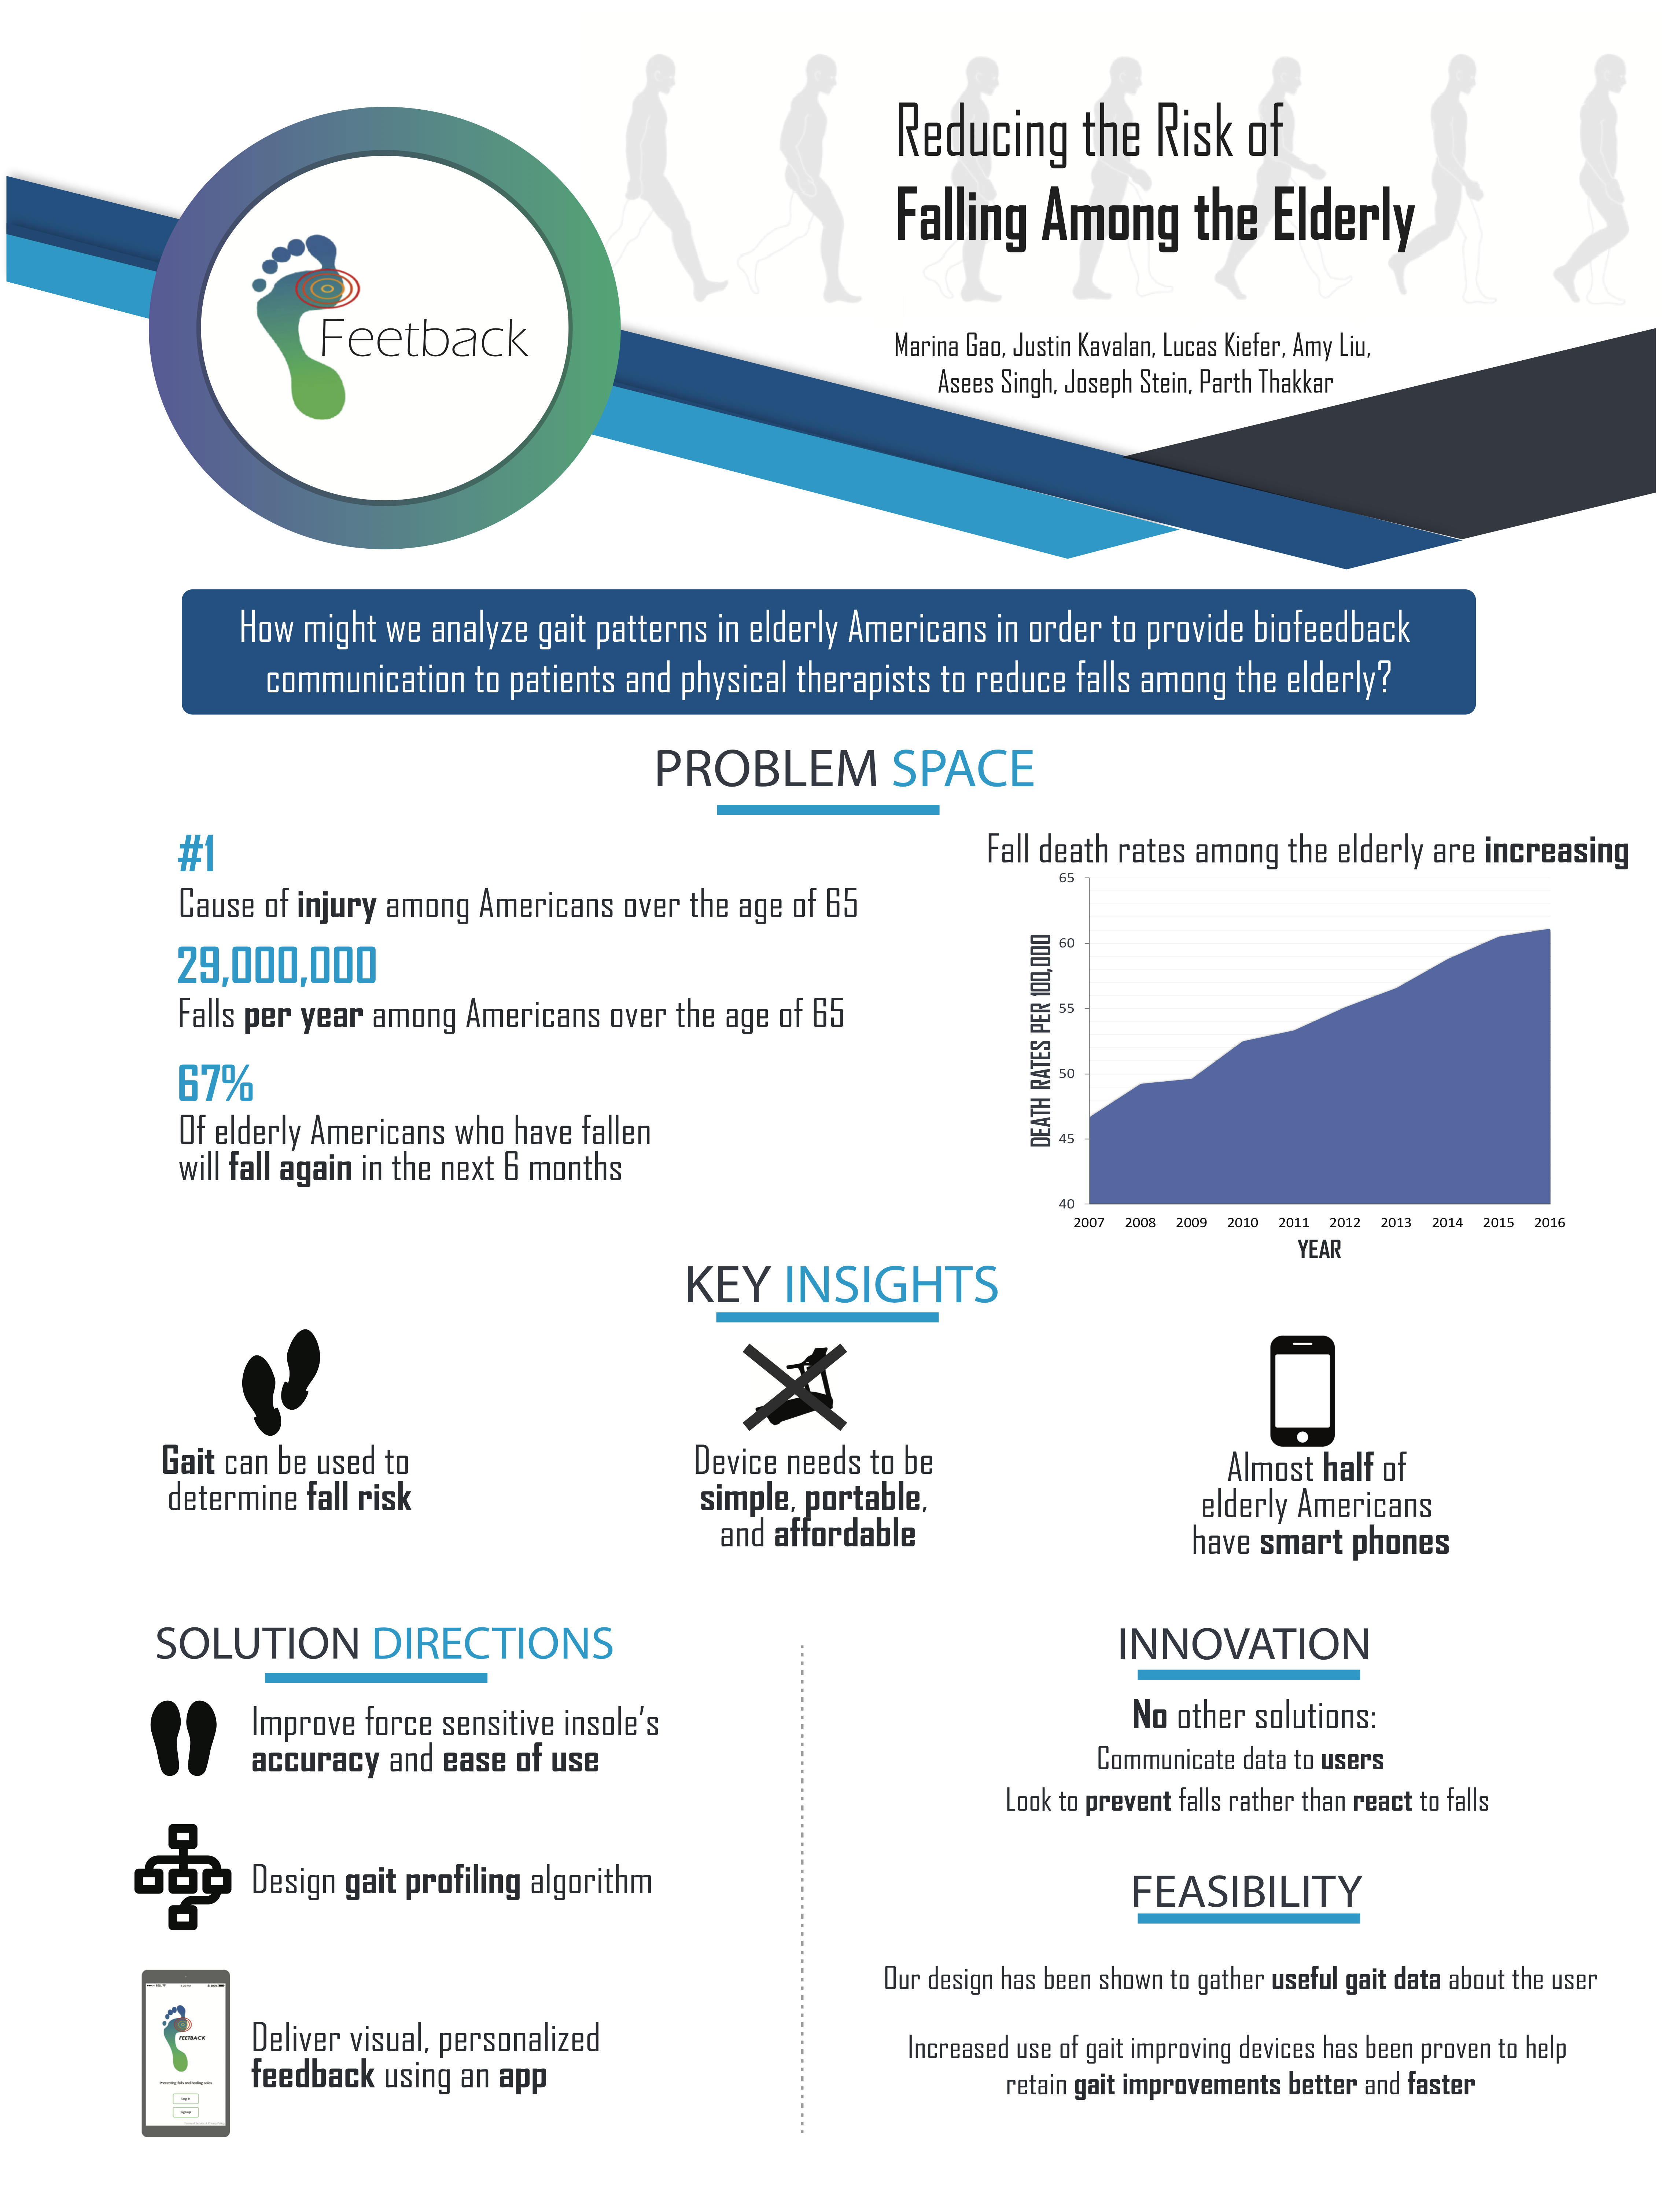 Reducing the Risk of
Falling Among the Elderly
Feetback
Marina Gao, Justin Kavalan, Lucas Kiefer, Amy Liu,
Asees Singh, Joseph Stein, Parth Thakkar
How might we analyze gait patterns in elderly Americans in order to provide biofeedback
communication to patients and physical therapists to reduce falls among the elderly?
PROBLEM SPACE
#1
Cause of injury among Americans over the age of 65
29,000,000
Falls per year among Americans over the age of 65
67%
Of elderly Americans who have fallen
will fall again in the next 6 months
Fall death rates among the elderly are increasing
DEATH RATES PER 100,000
65
60
55
50
45
40
2007 2008 2009 2010 2011 2012 2013 2014 2015 2016
YEAR
KEY INSIGHTS
Gait can be used to
determine fall risk
Device needs to be
simple, portable,
and affordable
Almost half of
elderly Americans
have smart phones
SOLUTION DIRECTIONS
Improve force sensitive insole's
accuracy and ease of use
Design gait profiling algorithm
FEETBACK
Preventing falls and healing soles
Log in
Sign up
Deliver visual, personalized
feedback using an app
INNOVATION
No other solutions:
Communicate data to users
Look to prevent falls rather than react to falls
FEASIBILITY
Our design has been shown to gather useful gait data about the user
Increased use of gait improving devices has been proven to help
retain gait improvements better and faster